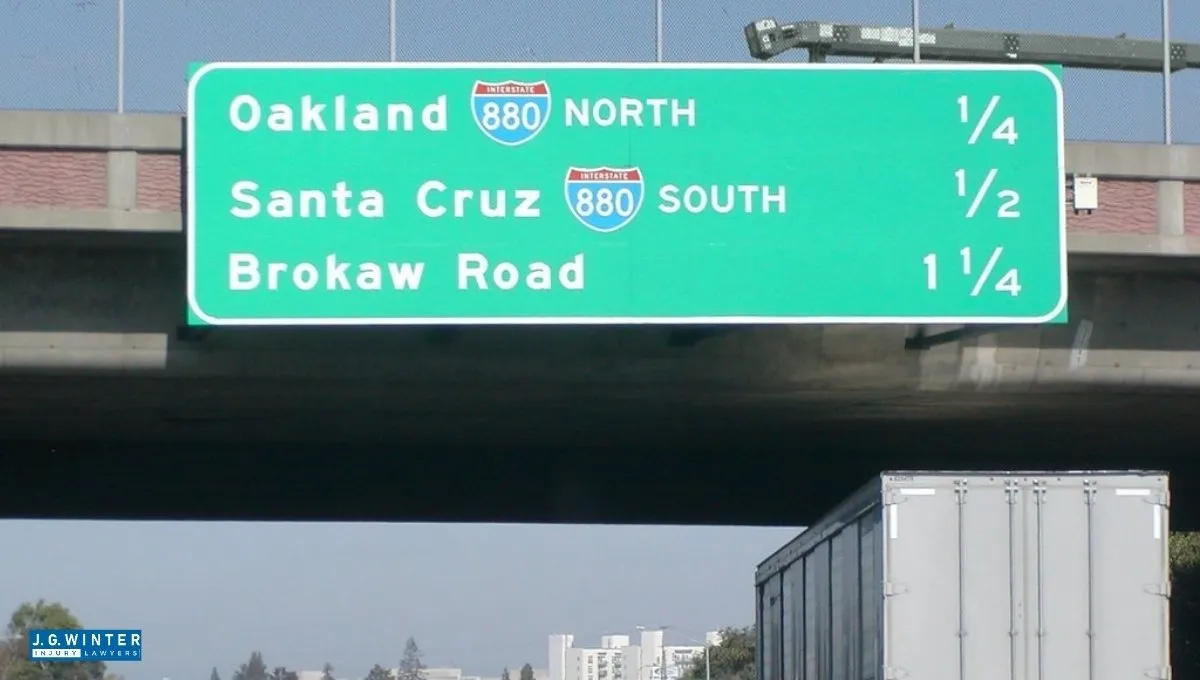 Oakland INTERSTATE 880 NORTH 1/4
Santa Cruz INTERSTATE 880 SOUTH 1/2
Brokaw Road 1 1/4
J.G.WINTER
INJURY LAWYERS